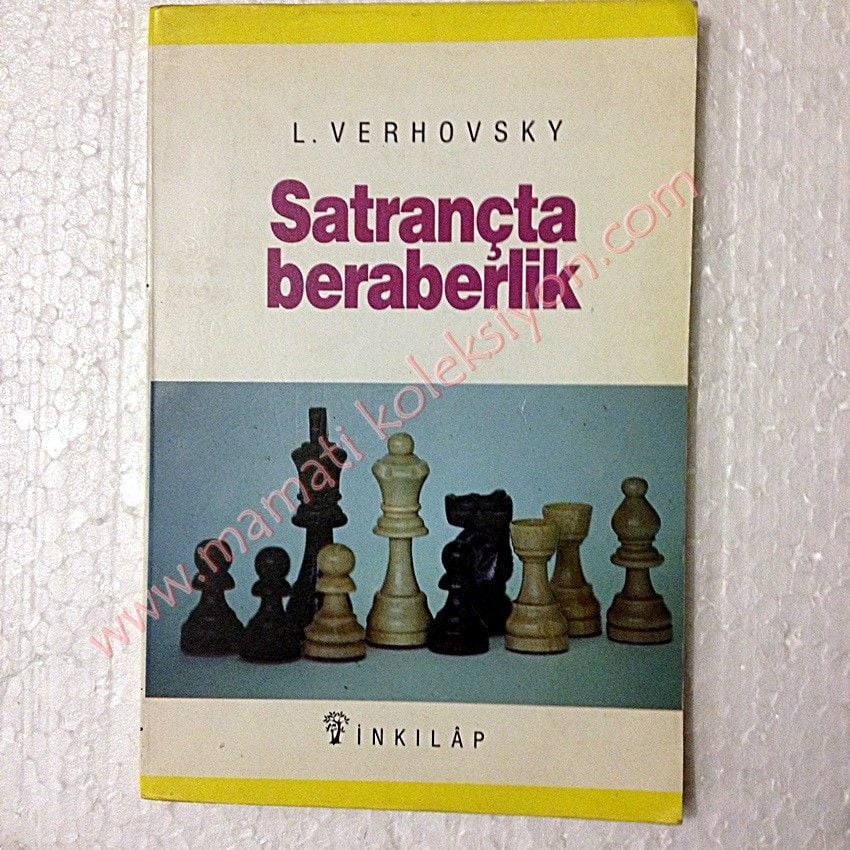 L. VERHOVSKY
Satrançta
beraberlik
www.mamati koleksiyon.com
İNKILÂP